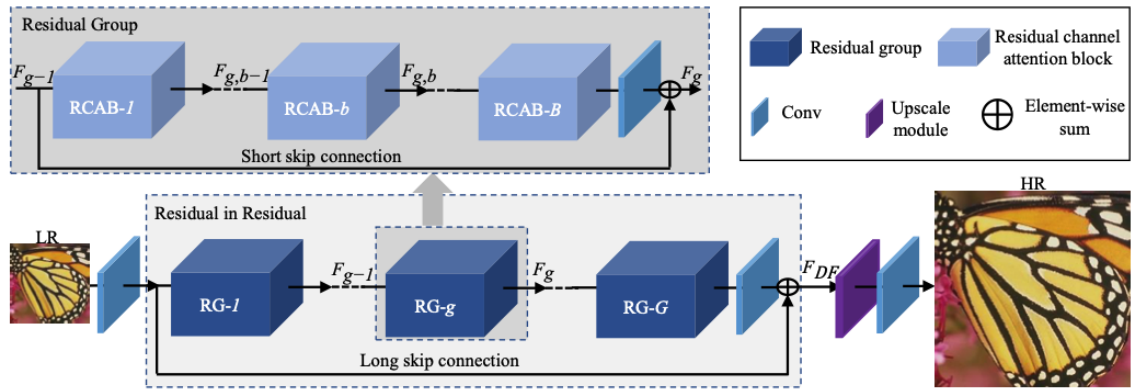 Residual Group
F_{g-1}
RCAB-1
F_{g,b-1}
RCAB-b
F_{g,b}
RCAB-B
F_g
Short skip connection
Residual group
Residual channel
attention block
Conv
Upscale
module
Element-wise
sum
Residual in Residual
LR
RG-1
F_{g-1}
RG-g
F_g
RG-G
F_{DF}
HR
Long skip connection